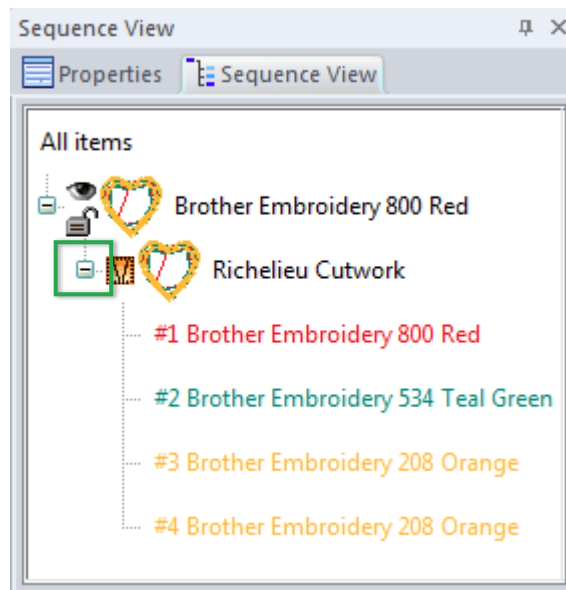 Sequence View
Properties Sequence View
All items
Brother Embroidery 800 Red
Richelieu Cutwork
#1 Brother Embroidery 800 Red
#2 Brother Embroidery 534 Teal Green
#3 Brother Embroidery 208 Orange
#4 Brother Embroidery 208 Orange